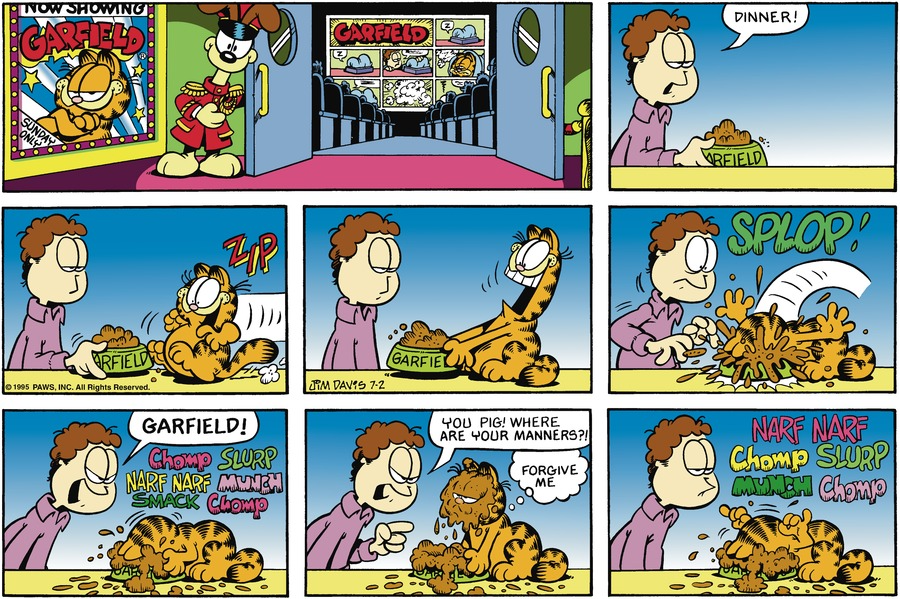 NOW SHOWING
GARFIELD
SUNDAY
ONLY
GARFIELD
Z
Z
DINNER!
GARFIELD
ZIP
GARFIELD
© 1995 PAWS, INC. All Rights Reserved.
GARFIE
JIM DAVIS 7-2
SPLOP!
GARFIELD!
Chomp SLURP
NARF NARF MUNCH
SMACK Chomp
YOU PIG! WHERE
ARE YOUR MANNERS?!
FORGIVE
ME
NARF NARF
Chomp SLURP
MUNCH Chomp